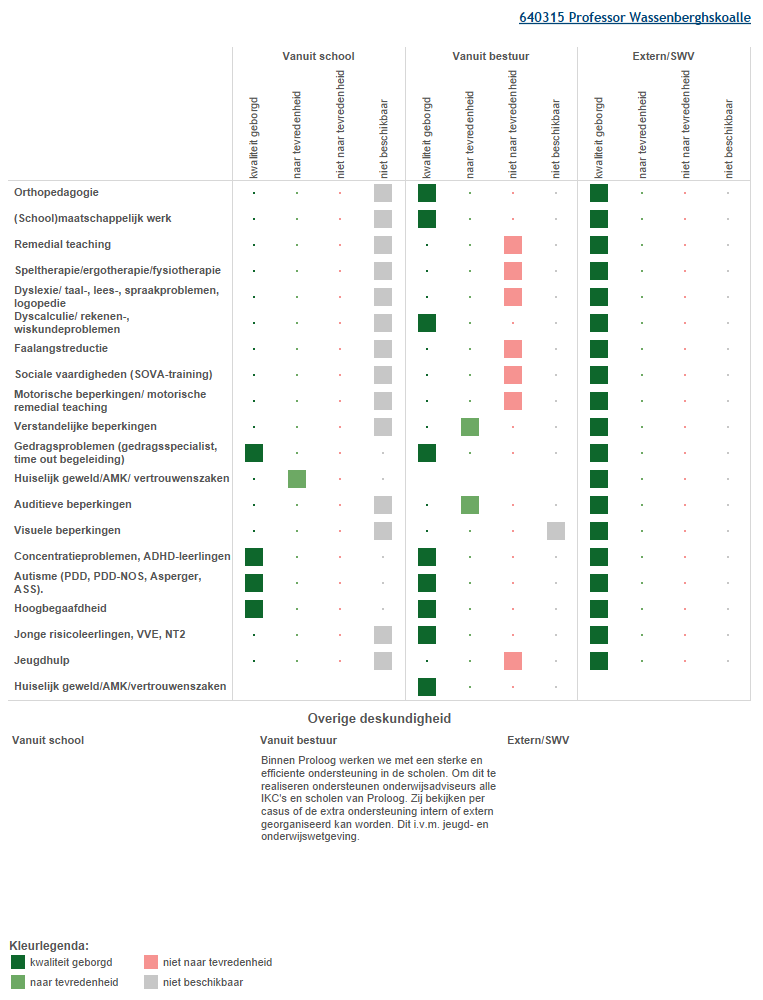 640315 Professor Wassenberghskoalle
Vanuit school
Vanuit bestuur
Extern/SWV
kwaliteit geborgd
naar tevredenheid
niet naar tevredenheid
niet beschikbaar
kwaliteit geborgd
naar tevredenheid
niet naar tevredenheid
niet beschikbaar
kwaliteit geborgd
naar tevredenheid
niet naar tevredenheid
niet beschikbaar
Orthopedagogie
(School)maatschappelijk werk
Remedial teaching
Speltherapie/ergotherapie/fysiotherapie
Dyslexie/ taal-, lees-, spraakproblemen,
logopedie
Dyscalculie/ rekenen-,
wiskundeproblemen
Faalangstreductie
Sociale vaardigheden (SOVA-training)
Motorische beperkingen/ motorische
remedial teaching
Verstandelijke beperkingen
Gedragsproblemen (gedragsspecialist,
time out begeleiding)
Huiselijk geweld/AMK/ vertrouwenszaken
Auditieve beperkingen
Visuele beperkingen
Concentratieproblemen, ADHD-leerlingen
Autisme (PDD, PDD-NOS, Asperger,
ASS).
Hoogbegaafdheid
Jonge risicoleerlingen, VVE, NT2
Jeugdhulp
Huiselijk geweld/AMK/vertrouwenszaken
Overige deskundigheid
Vanuit school
Vanuit bestuur
Extern/SWV
Binnen Proloog werken we met een sterke en
efficiente ondersteuning in de scholen. Om dit te
realiseren ondersteunen onderwijsadviseurs alle
IKC's en scholen van Proloog. Zij bekijken per
casus of de extra ondersteuning intern of extern
georganiseerd kan worden. Dit i.v.m. jeugd- en
onderwijswetgeving.
Kleurlegenda:
kwaliteit geborgd
niet naar tevredenheid
naar tevredenheid
niet beschikbaar